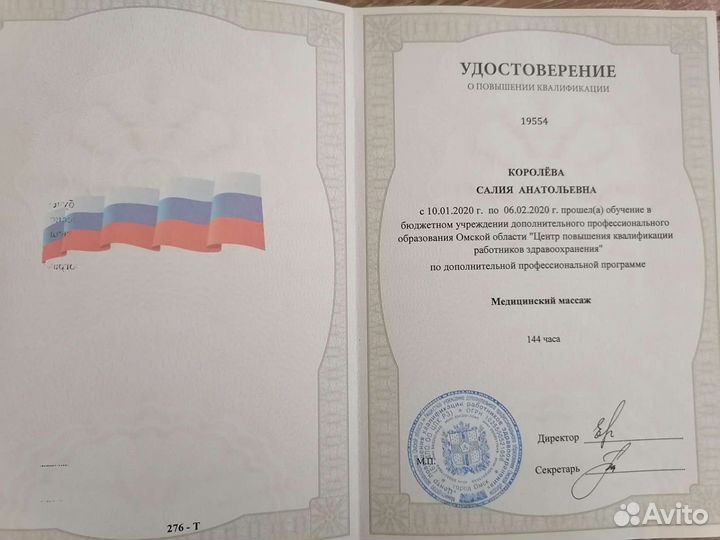 276 - Т
УДОСТОВЕРЕНИЕ
О ПОВЫШЕНИИ КВАЛИФИКАЦИИ
19554
КОРОЛЁВА
САЛИЯ АНАТОЛЬЕВНА
с 10.01.2020 г. по 06.02.2020 г. прошел(а) обучение в
бюджетном учреждении дополнительного профессионального
образования Омской области "Центр повышения квалификации
работников здравоохранения"
по дополнительной профессиональной программе
Медицинский массаж
144 часа
Директор
М.П.
Секретарь
Avito